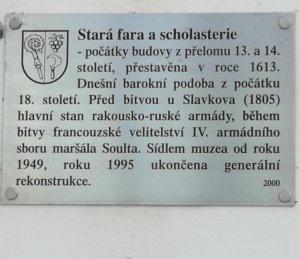 Stará fara a scholasterie
- počátky budovy z přelomu 13. a 14.
století, přestavěna v roce 1613.
Dnešní barokní podoba z počátku
18. století. Před bitvou u Slavkova (1805)
hlavní stan rakousko-ruské armády, během
bitvy francouzské velitelství IV. armádního
sboru maršála Soulta. Sídlem muzea od roku
1949, roku 1995 ukončena generální
rekonstrukce.
2000